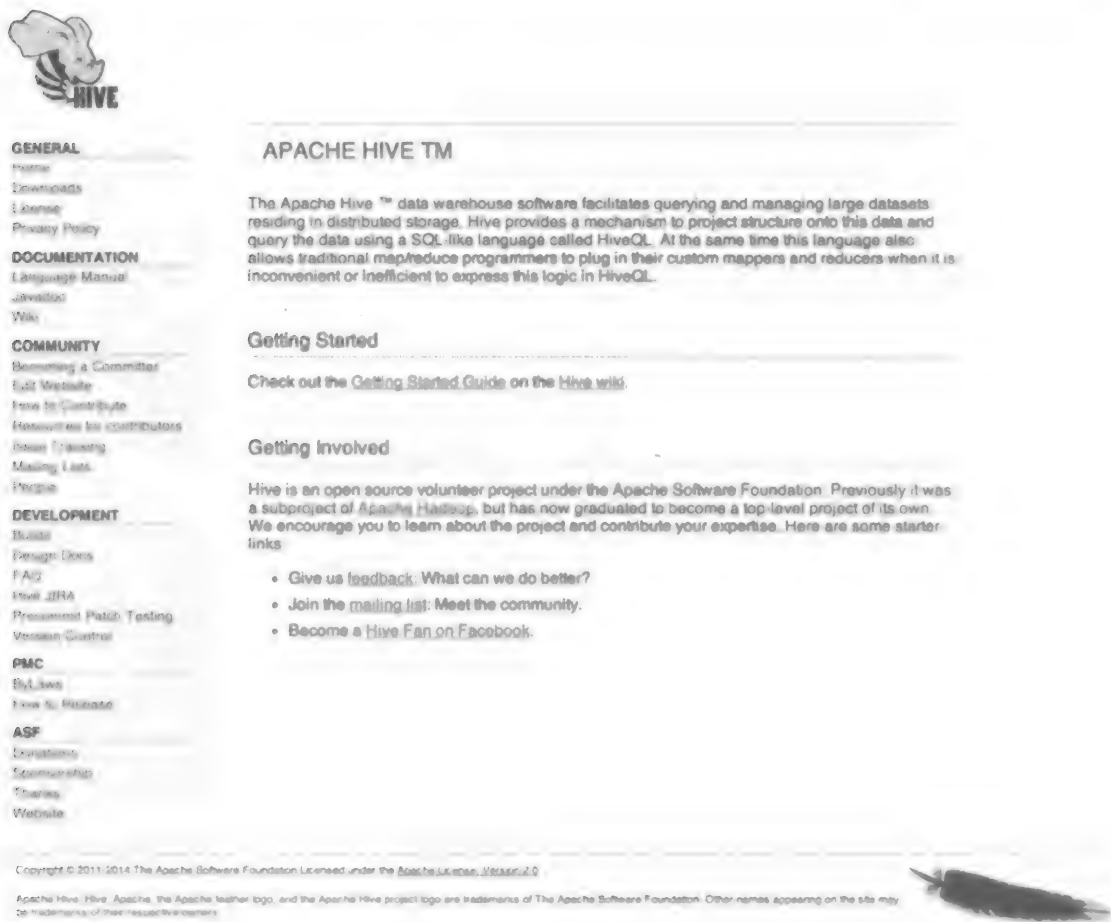 HIVE
GENERAL
Home
Downloads
License
Privacy Policy
DOCUMENTATION
Language Manual
Javadoc
Wiki
COMMUNITY
Becoming a Committer
Edit Website
How to Contribute
Resources for contributors
Issue Tracking
Mailing Lists
People
DEVELOPMENT
Builds
Design Docs
FAQ
Hive JIRA
Precommit Patch Testing
Version Control
PMC
ByLaws
How to Release
ASF
Donations
Sponsorship
Thanks
Website
APACHE HIVE TM
The Apache Hive ™ data warehouse software facilitates querying and managing large datasets
residing in distributed storage. Hive provides a mechanism to project structure onto this data and
query the data using a SQL-like language called HiveQL. At the same time this language also
allows traditional map/reduce programmers to plug in their custom mappers and reducers when it is
inconvenient or inefficient to express this logic in HiveQL.
Getting Started
Check out the Getting Started Guide on the Hive wiki.
Getting Involved
Hive is an open source volunteer project under the Apache Software Foundation. Previously it was
a subproject of Apache Hadoop, but has now graduated to become a top-level project of its own.
We encourage you to learn about the project and contribute your expertise. Here are some starter
links
• Give us feedback: What can we do better?
• Join the mailing list: Meet the community.
• Become a Hive Fan on Facebook.
Copyright © 2011-2014 The Apache Software Foundation Licensed under the Apache License, Version 2.0
Apache Hive, Hive, Apache, the Apache feather logo, and the Apache Hive project logo are trademarks of The Apache Software Foundation. Other names appearing on the site may
be trademarks of their respective owners